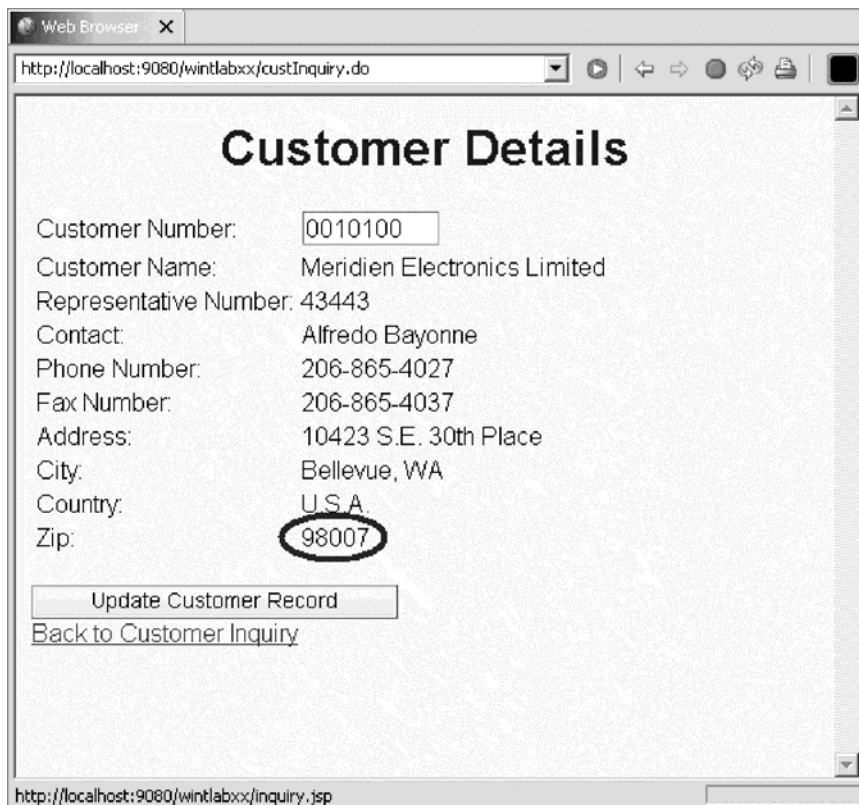 Web Browser X
http://localhost:9080/wintlabxx/custInquiry.do
Customer Details
Customer Number: 0010100
Customer Name: Meridien Electronics Limited
Representative Number: 43443
Contact: Alfredo Bayonne
Phone Number: 206-865-4027
Fax Number: 206-865-4037
Address: 10423 S.E. 30th Place
City: Bellevue, WA
Country: U.S.A.
Zip: 98007
Update Customer Record
Back to Customer Inquiry
http://localhost:9080/wintlabxx/inquiry.jsp